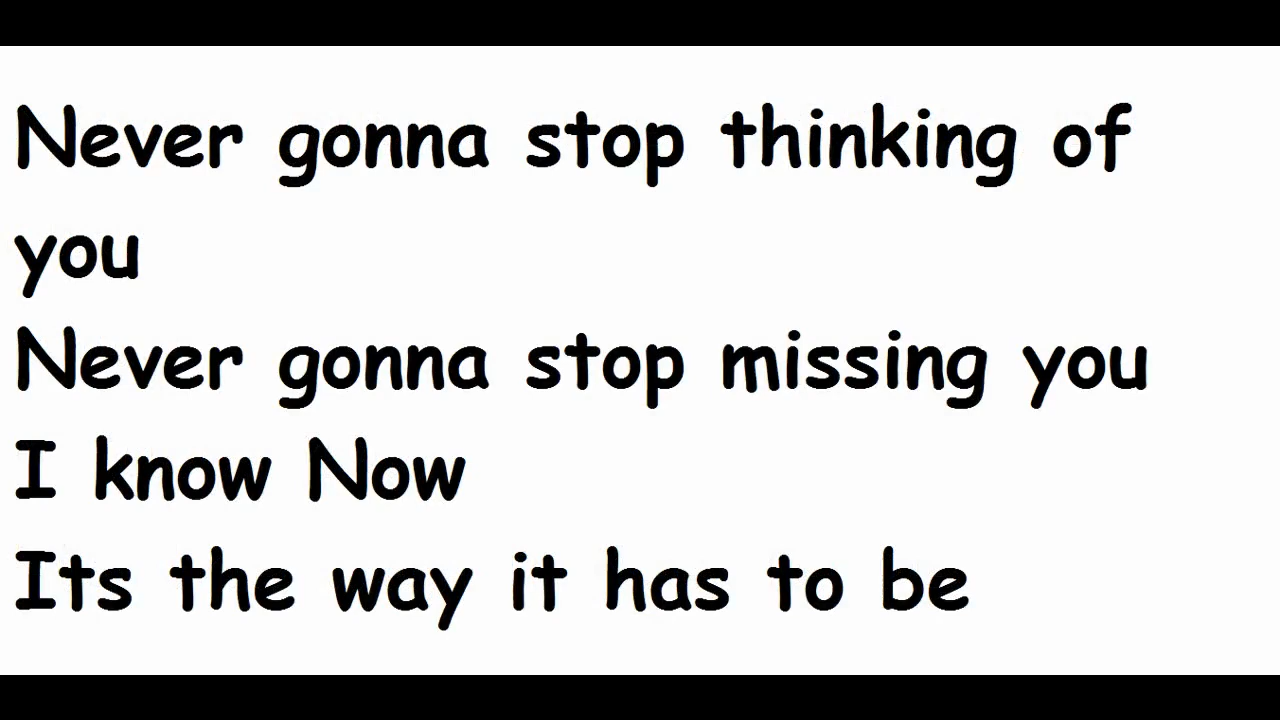 Never gonna stop thinking of
you
Never gonna stop missing you
I know Now
Its the way it has to be